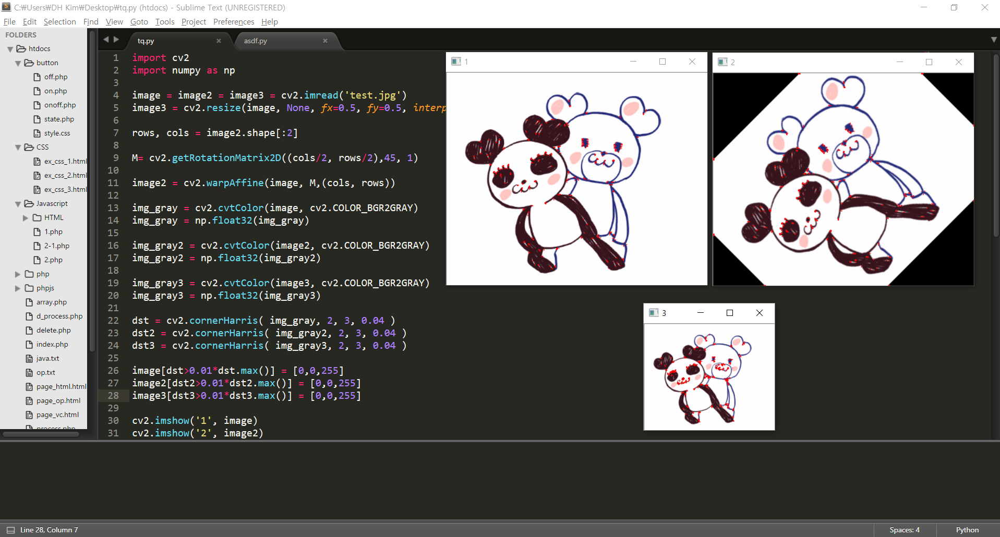 C:₩Users₩DH Kim₩Desktop₩tq.py (htdocs) - Sublime Text (UNREGISTERED)
File Edit Selection Find View Goto Tools Project Preferences Help
FOLDERS
htdocs
button
off.php
on.php
onoff.php
state.php
style.css
CSS
ex_css_1.html
ex_css_2.html
ex_css_3.html
Javascript
HTML
1.php
2-1.php
2.php
php
phpjs
array.php
d_process.php
delete.php
index.php
java.txt
op.txt
page_html.html
page_op.html
page_vc.html
process.php
tq.py
asdf.py
1 import cv2
2 import numpy as np
3
4 image = image2 = image3 = cv2.imread('test.jpg')
5 image3 = cv2.resize(image, None, fx=0.5, fy=0.5, interp
6
7 rows, cols = image2.shape[:2]
8
9 M= cv2.getRotationMatrix2D((cols/2, rows/2),45, 1)
10
11 image2 = cv2.warpAffine(image, M,(cols, rows))
12
13 img_gray = cv2.cvtColor(image, cv2.COLOR_BGR2GRAY)
14 img_gray = np.float32(img_gray)
15
16 img_gray2 = cv2.cvtColor(image2, cv2.COLOR_BGR2GRAY)
17 img_gray2 = np.float32(img_gray2)
18
19 img_gray3 = cv2.cvtColor(image3, cv2.COLOR_BGR2GRAY)
20 img_gray3 = np.float32(img_gray3)
21
22 dst = cv2.cornerHarris( img_gray, 2, 3, 0.04 )
23 dst2 = cv2.cornerHarris( img_gray2, 2, 3, 0.04 )
24 dst3 = cv2.cornerHarris( img_gray3, 2, 3, 0.04 )
25
26 image[dst>0.01*dst.max()] = [0,0,255]
27 image2[dst2>0.01*dst2.max()] = [0,0,255]
28 image3[dst3>0.01*dst3.max()] = [0,0,255]
29
30 cv2.imshow('1', image)
31 cv2.imshow('2', image2)
1
2
3
Line 28, Column 7
Spaces: 4
Python